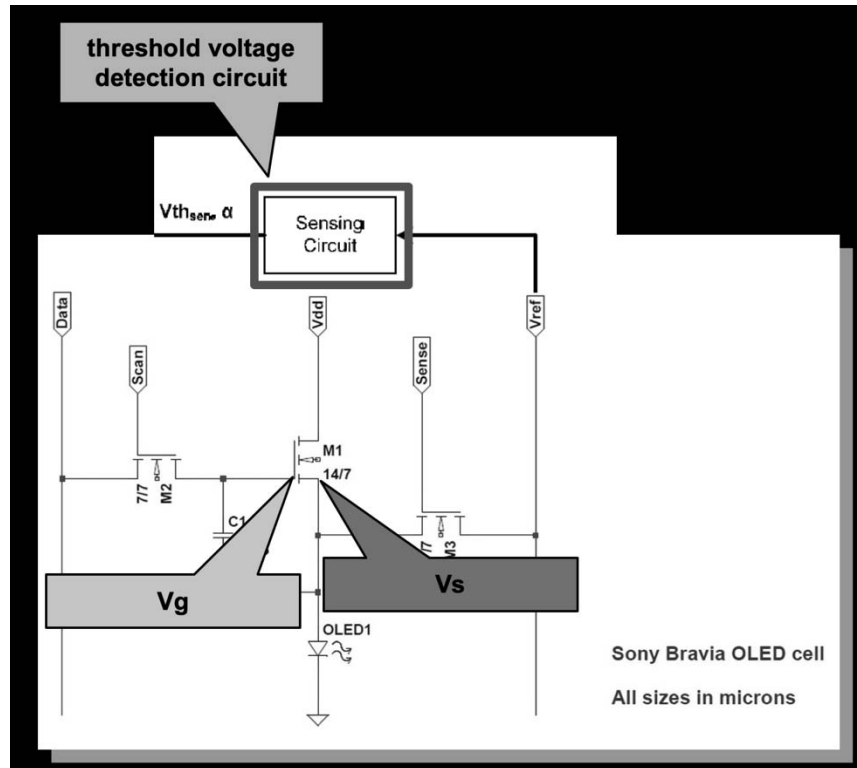 threshold voltage
detection circuit
Vth_sen, α
Sensing
Circuit
Data
Vdd
Vref
Scan
Sense
M1
14/7
7/7
M2
C1
/7
M3
Vg
Vs
OLED1
Sony Bravia OLED cell
All sizes in microns